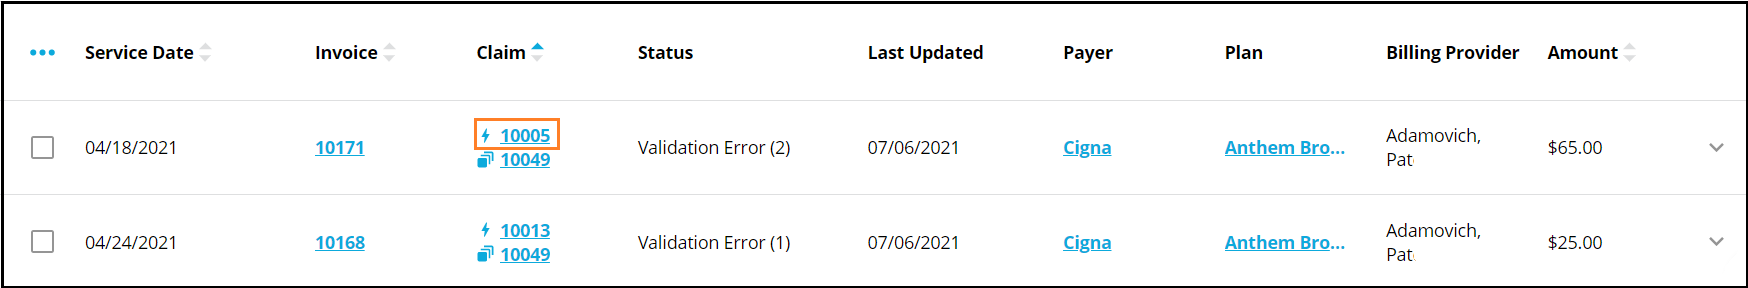 Service Date Invoice Claim Status Last Updated Payer Plan Billing Provider Amount
04/18/2021 10171 10005 Validation Error (2) 07/06/2021 Cigna Anthem Bro... Adamovich, $65.00
10049 Pat
04/24/2021 10168 10013 Validation Error (1) 07/06/2021 Cigna Anthem Bro... Adamovich, $25.00
10049 Pat